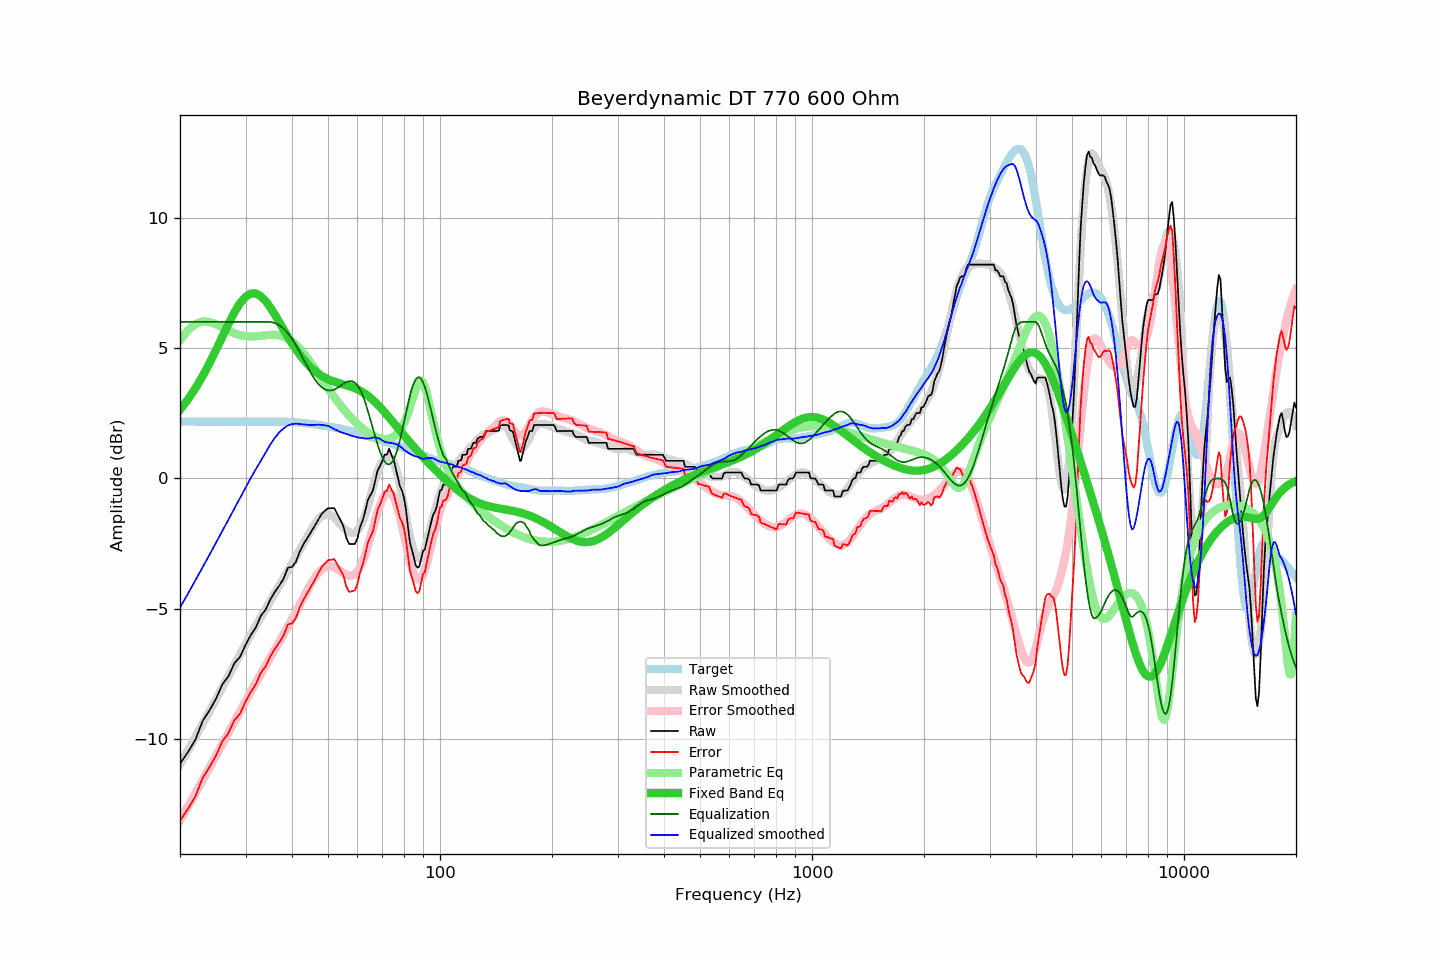 Beyerdynamic DT 770 600 Ohm
Amplitude (dBr)
10
5
0
−5
−10
Target
Raw Smoothed
Error Smoothed
Raw
Error
Parametric Eq
Fixed Band Eq
Equalization
Equalized smoothed
100 1000 10000
Frequency (Hz)